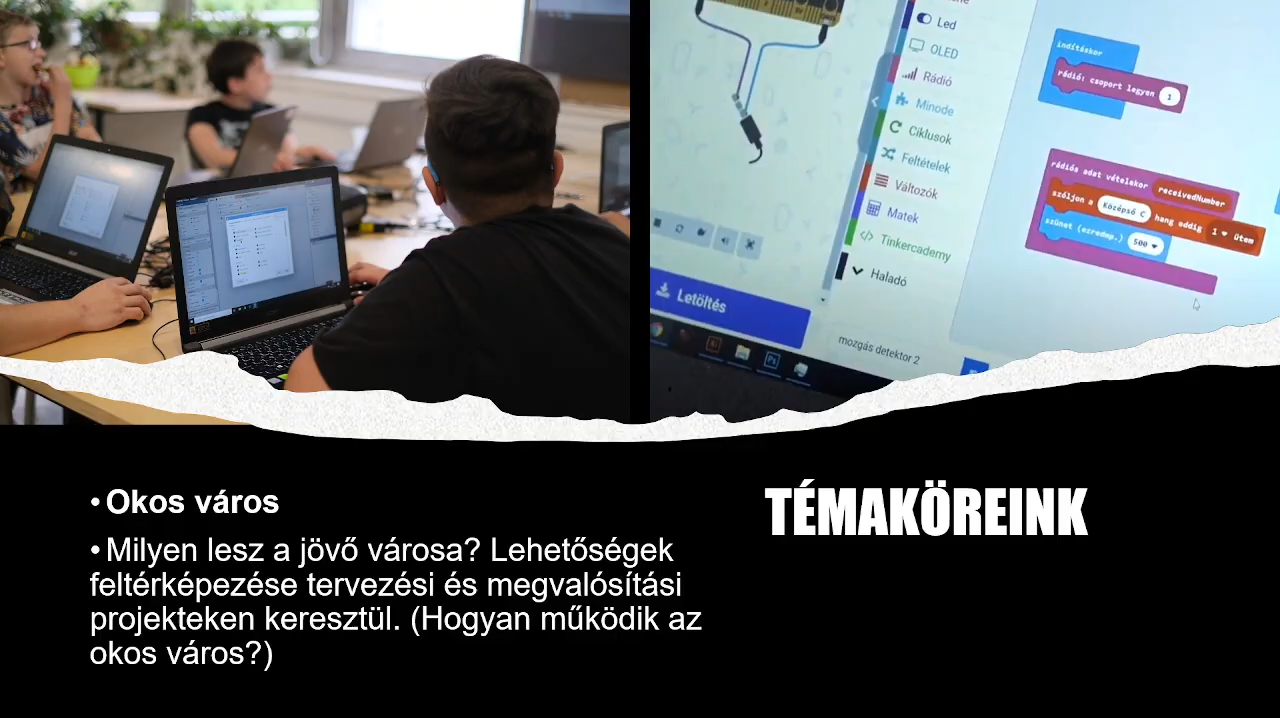 Led
OLED
Rádió
Minode
Ciklusok
Feltételek
Változók
Matek
Tinkercademy
Haladó
Letöltés
mozgás detektor 2
indításkor
rádió: csoport legyen 1
rádiós adat vételekor receivedNumber
szóljon a Középső C hang eddig 1 ütem
szünet (ezredmp.) 500
• Okos város
• Milyen lesz a jövő városa? Lehetőségek
feltérképezése tervezési és megvalósítási
projekteken keresztül. (Hogyan működik az
okos város?)
TÉMAKÖREINK